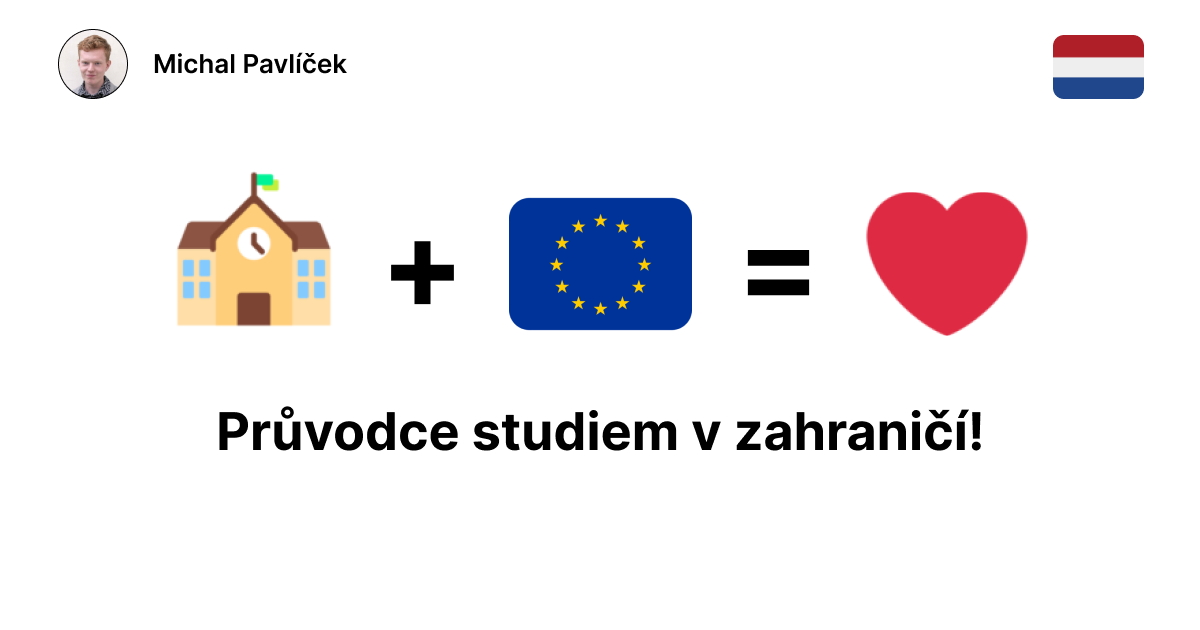 Michal Pavlíček
+
=
Průvodce studiem v zahraničí!